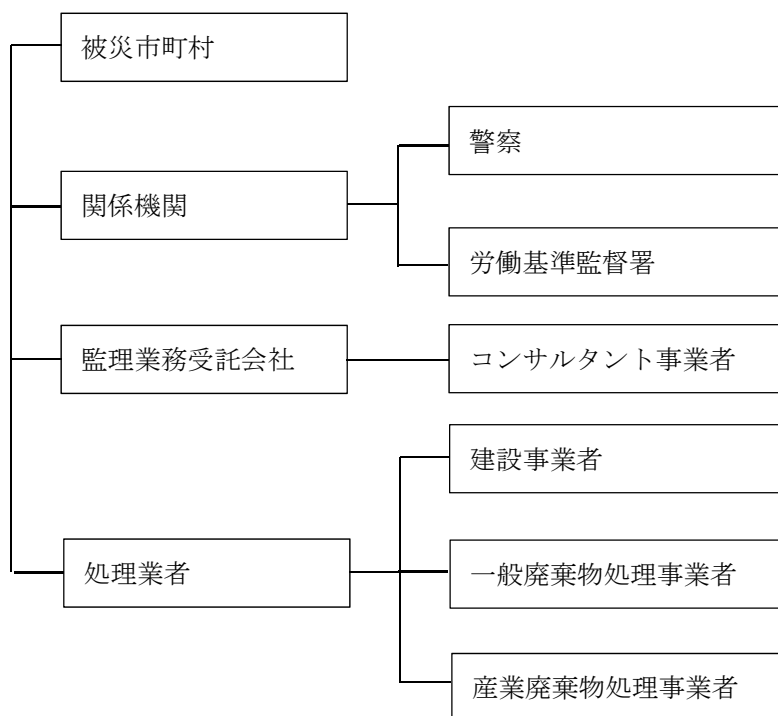 被災市町村
関係機関
警察
労働基準監督署
監理業務受託会社
コンサルタント事業者
処理業者
建設事業者
一般廃棄物処理事業者
産業廃棄物処理事業者